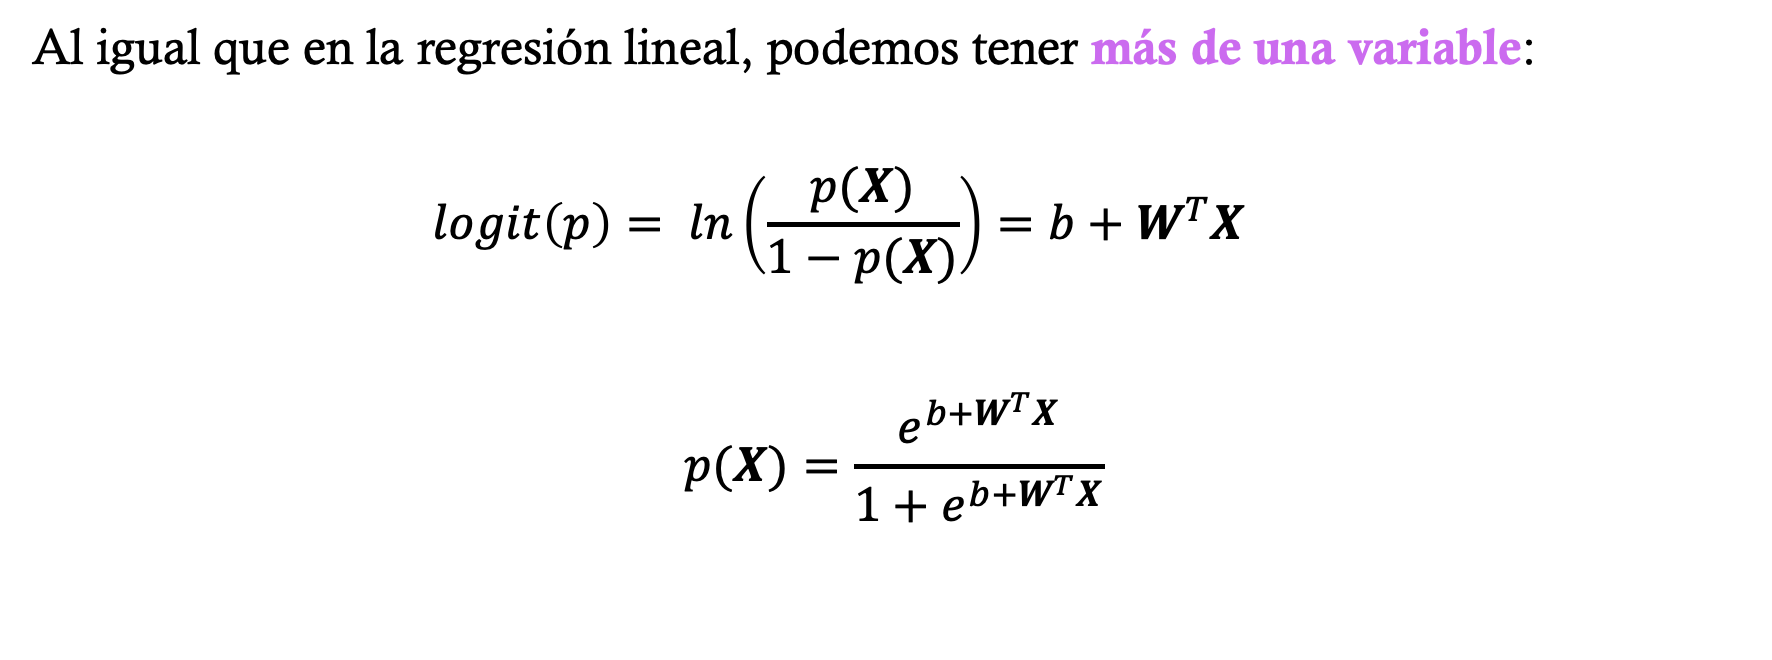 Al igual que en la regresión lineal, podemos tener más de una variable:
logit(p) = ln(p(X) / (1 − p(X))) = b + W^T X
p(X) = e^(b+W^T X) / (1 + e^(b+W^T X))